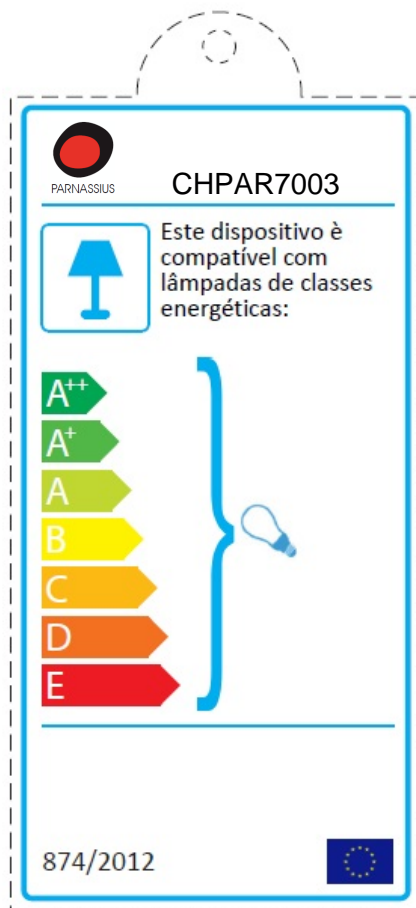 PARNASSIUS
CHPAR7003
Este dispositivo è
compatível com
lâmpadas de classes
energéticas:
A++
A+
A
B
C
D
E
874/2012